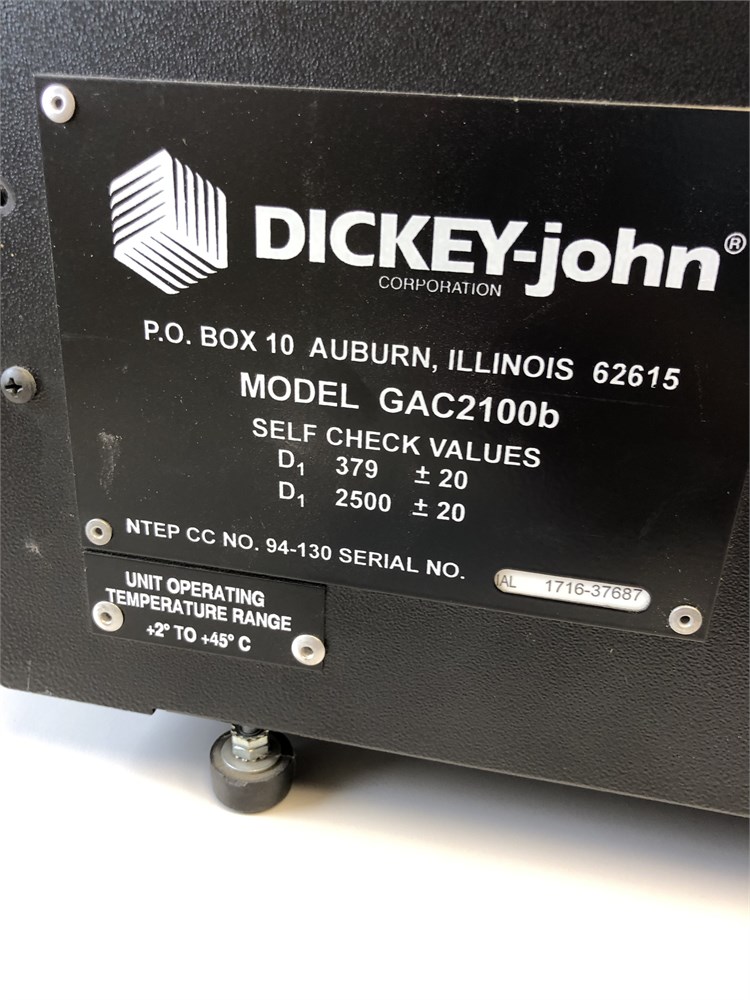 DICKEY-john®
CORPORATION
P.O. BOX 10 AUBURN, ILLINOIS 62615
MODEL GAC2100b
SELF CHECK VALUES
D₁ 379 ± 20
D₁ 2500 ± 20
NTEP CC NO. 94-130 SERIAL NO.
IAL 1716-37687
UNIT OPERATING
TEMPERATURE RANGE
+2° TO +45° C